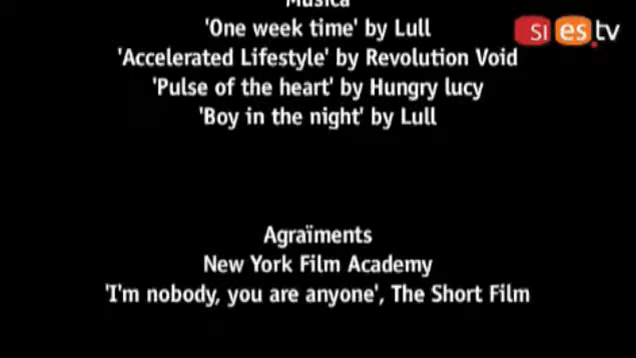 Música
'One week time' by Lull
'Accelerated Lifestyle' by Revolution Void
'Pulse of the heart' by Hungry lucy
'Boy in the night' by Lull
Agraïments
New York Film Academy
'I'm nobody, you are anyone', The Short Film
si es.tv